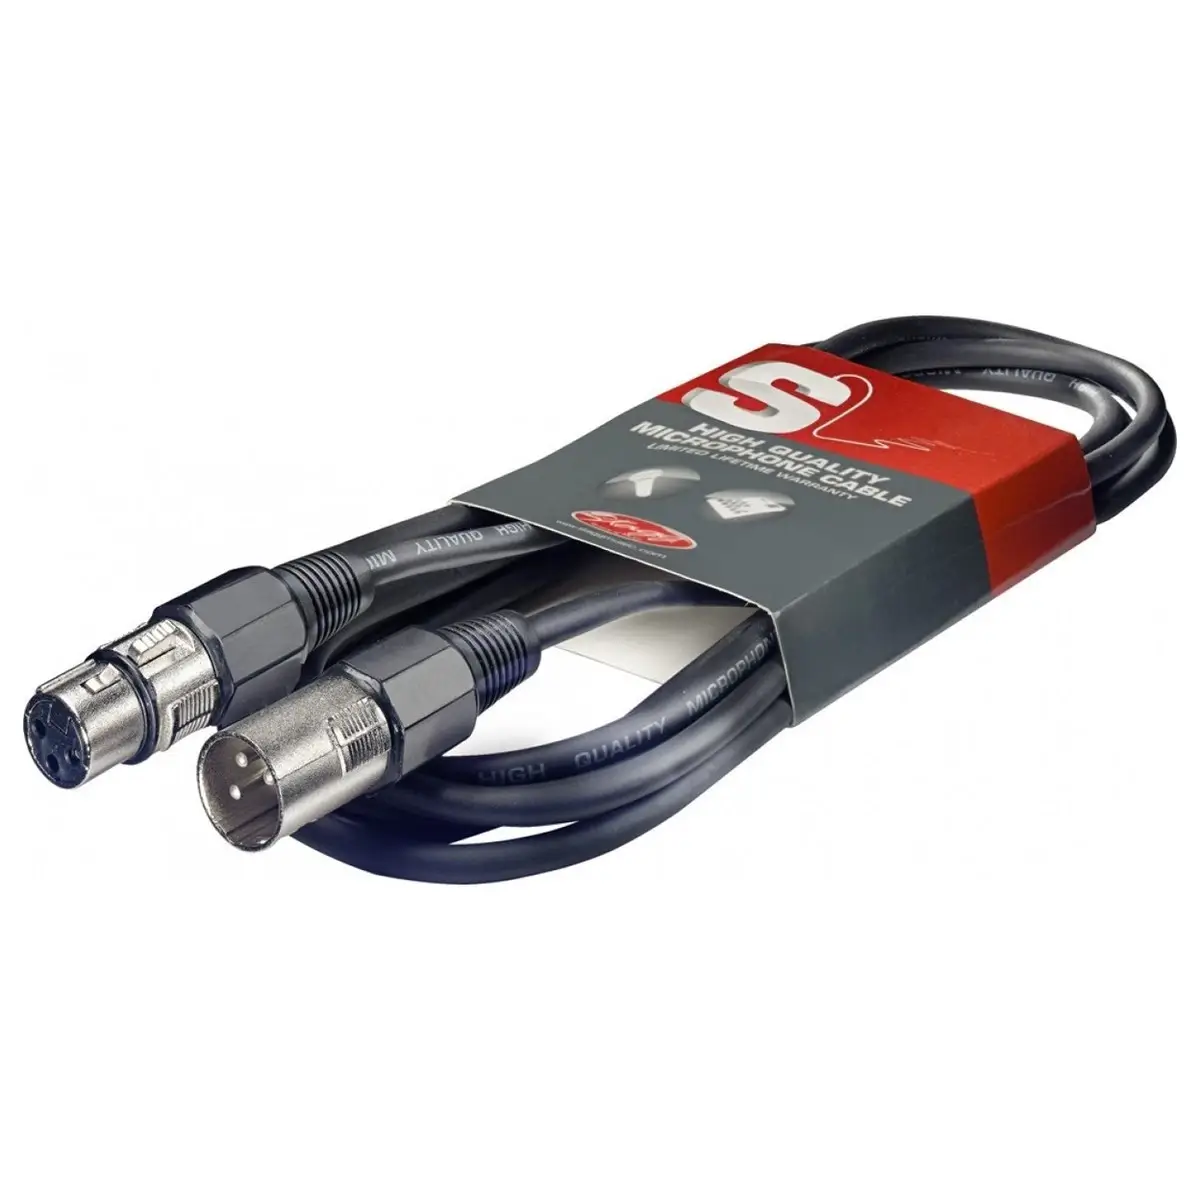 S
HIGH QUALITY
MICROPHONE CABLE
LIMITED LIFETIME WARRANTY
Stagg
www.staggmusic.com
QUALITY
HIGH QUALITY MI
HIGH QUALITY MICROPHON